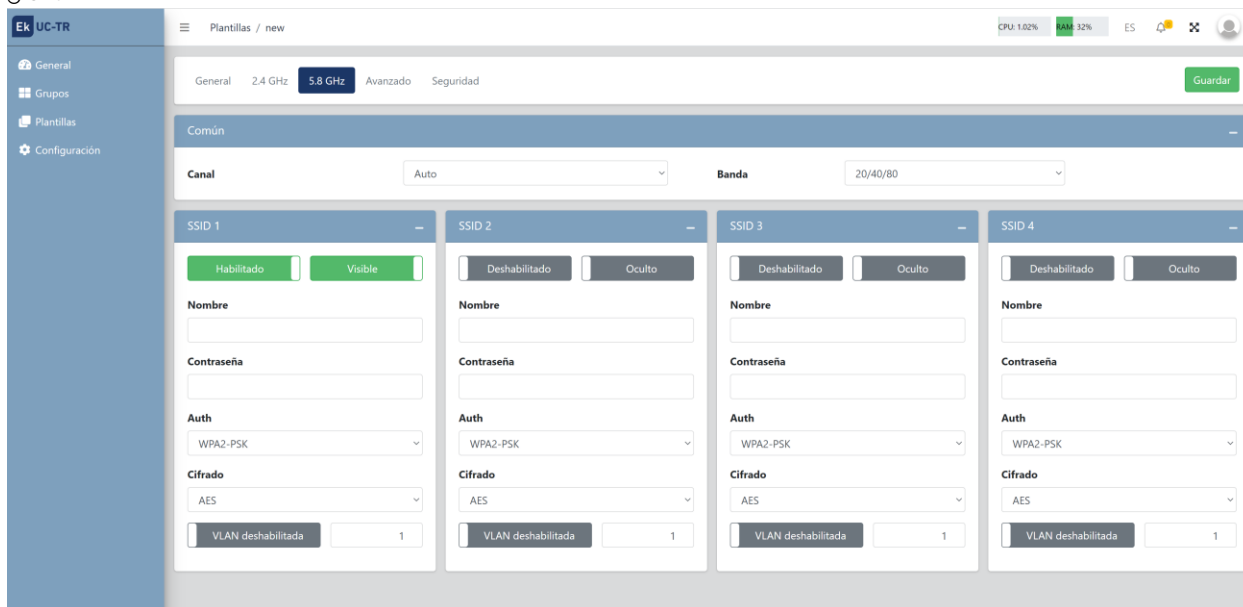 Ek UC-TR
Plantillas / new
CPU: 1.02%
RAM: 32%
ES
General
Grupos
Plantillas
Configuración
General 2.4 GHz 5.8 GHz Avanzado Seguridad
Guardar
Común
Canal Auto Banda 20/40/80
SSID 1
Habilitado Visible
Nombre
Contraseña
Auth
WPA2-PSK
Cifrado
AES
VLAN deshabilitada 1
SSID 2
Deshabilitado Oculto
Nombre
Contraseña
Auth
WPA2-PSK
Cifrado
AES
VLAN deshabilitada 1
SSID 3
Deshabilitado Oculto
Nombre
Contraseña
Auth
WPA2-PSK
Cifrado
AES
VLAN deshabilitada 1
SSID 4
Deshabilitado Oculto
Nombre
Contraseña
Auth
WPA2-PSK
Cifrado
AES
VLAN deshabilitada 1